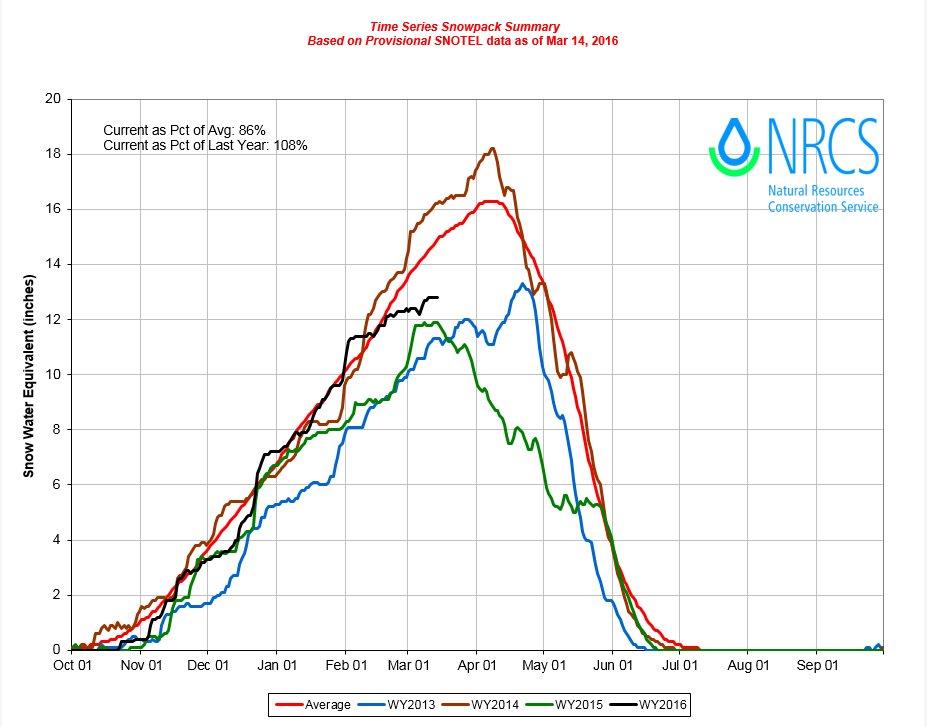 Time Series Snowpack Summary
Based on Provisional SNOTEL data as of Mar 14, 2016
20
Current as Pct of Avg: 86%
Current as Pct of Last Year: 108%
NRCS
Natural Resources
Conservation Service
18
16
14
12
10
8
6
4
2
0
Snow Water Equivalent (inches)
Oct 01 Nov 01 Dec 01 Jan 01 Feb 01 Mar 01 Apr 01 May 01 Jun 01 Jul 01 Aug 01 Sep 01
Average WY2013 WY2014 WY2015 WY2016